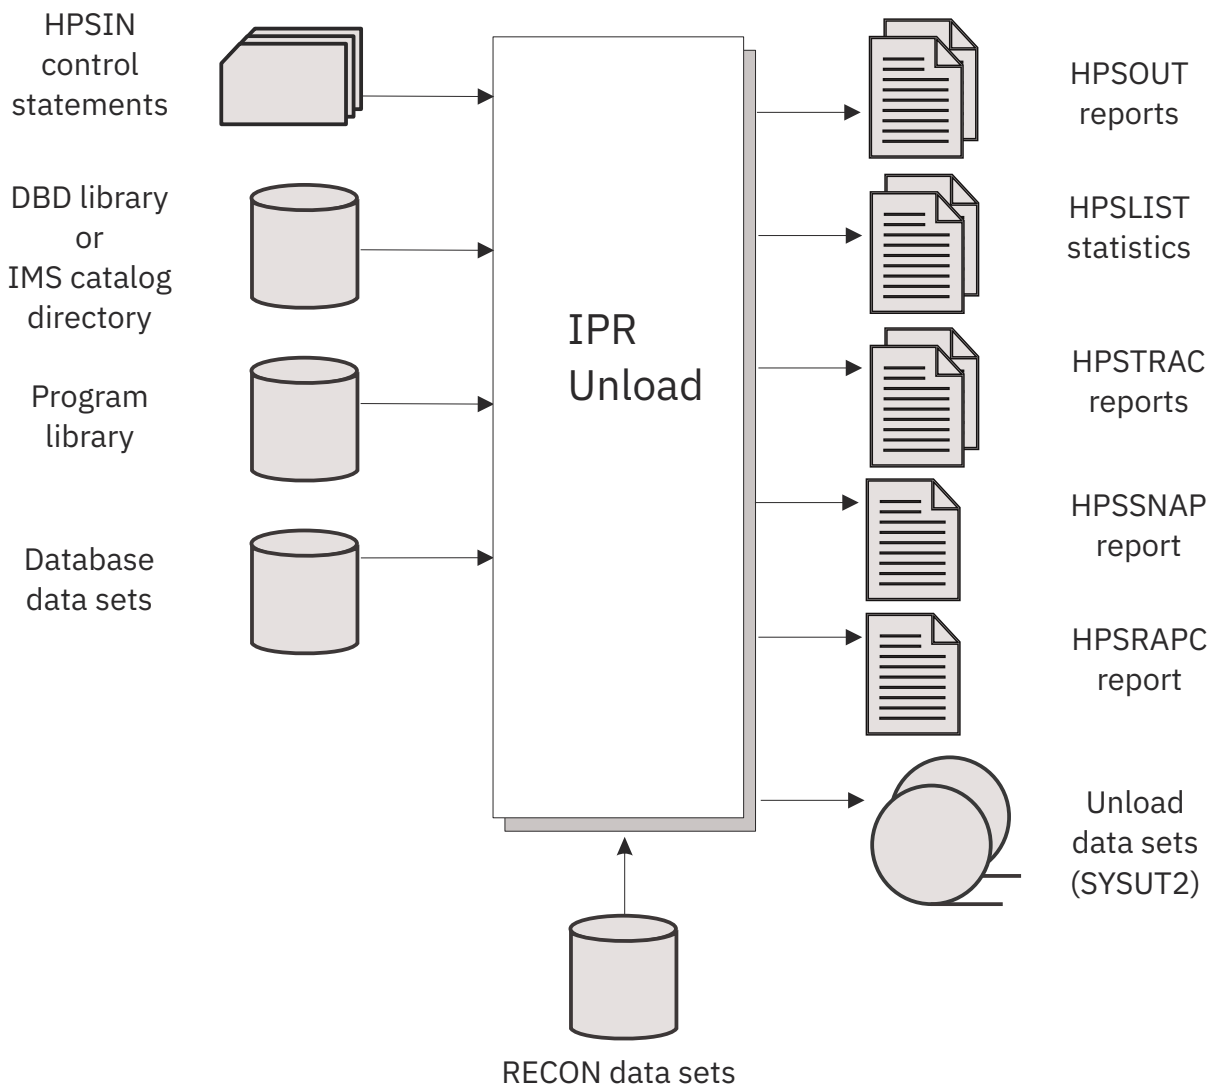 HPSIN
control
statements
DBD library
or
IMS catalog
directory
Program
library
Database
data sets
IPR
Unload
HPSOUT
reports
HPSLIST
statistics
HPSTRAC
reports
HPSSNAP
report
HPSRAPC
report
Unload
data sets
(SYSUT2)
RECON data sets